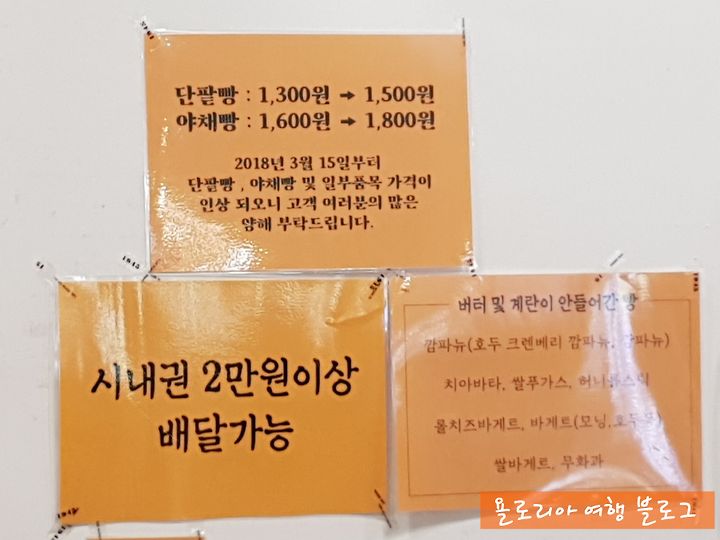 단팥빵 : 1,300원 → 1,500원
야채빵 : 1,600원 → 1,800원
2018년 3월 15일부터
단팥빵 , 야채빵 및 일부품목 가격이
인상 되오니 고객 여러분의 많은
양해 부탁드립니다.
시내권 2만원이상
배달가능
버터 및 계란이 안들어간 빵
깜파뉴(호두 크렌베리 깜파뉴, 깜파뉴)
치아바타, 쌀푸가스,
롤치즈바게트, 바게트(모닝,호두
쌀바게트, 무화과
욜로리아 여행 블로그